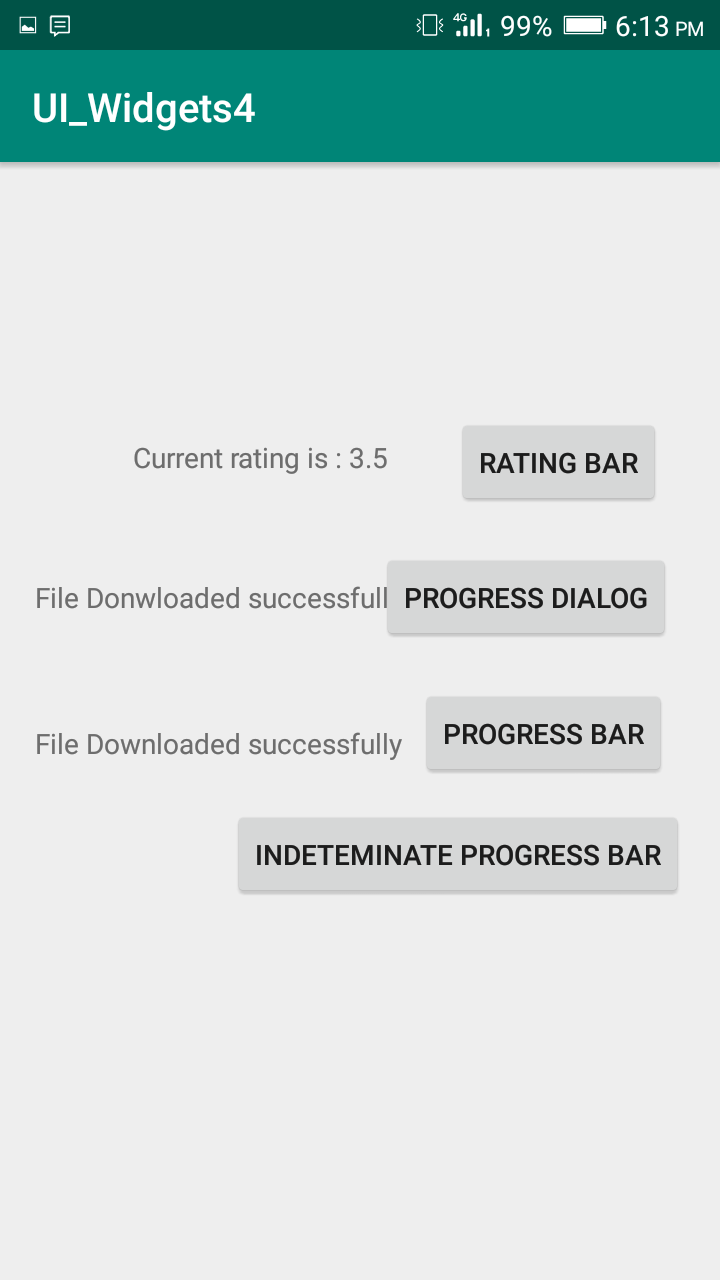 4G 1 99% 6:13 PM
UI_Widgets4
Current rating is : 3.5 RATING BAR
File Donwloaded successfull PROGRESS DIALOG
File Downloaded successfully PROGRESS BAR
INDETEMINATE PROGRESS BAR